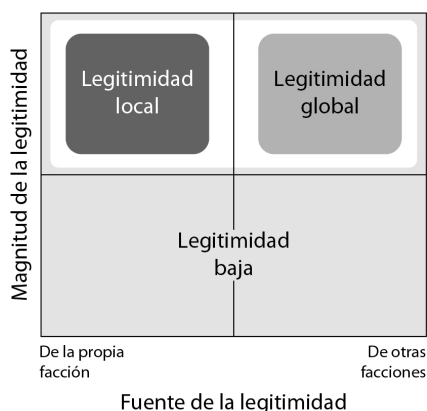 Magnitud de la legitimidad
Legitimidad
local
Legitimidad
global
Legitimidad
baja
De la propia
facción
De otras
facciones
Fuente de la legitimidad